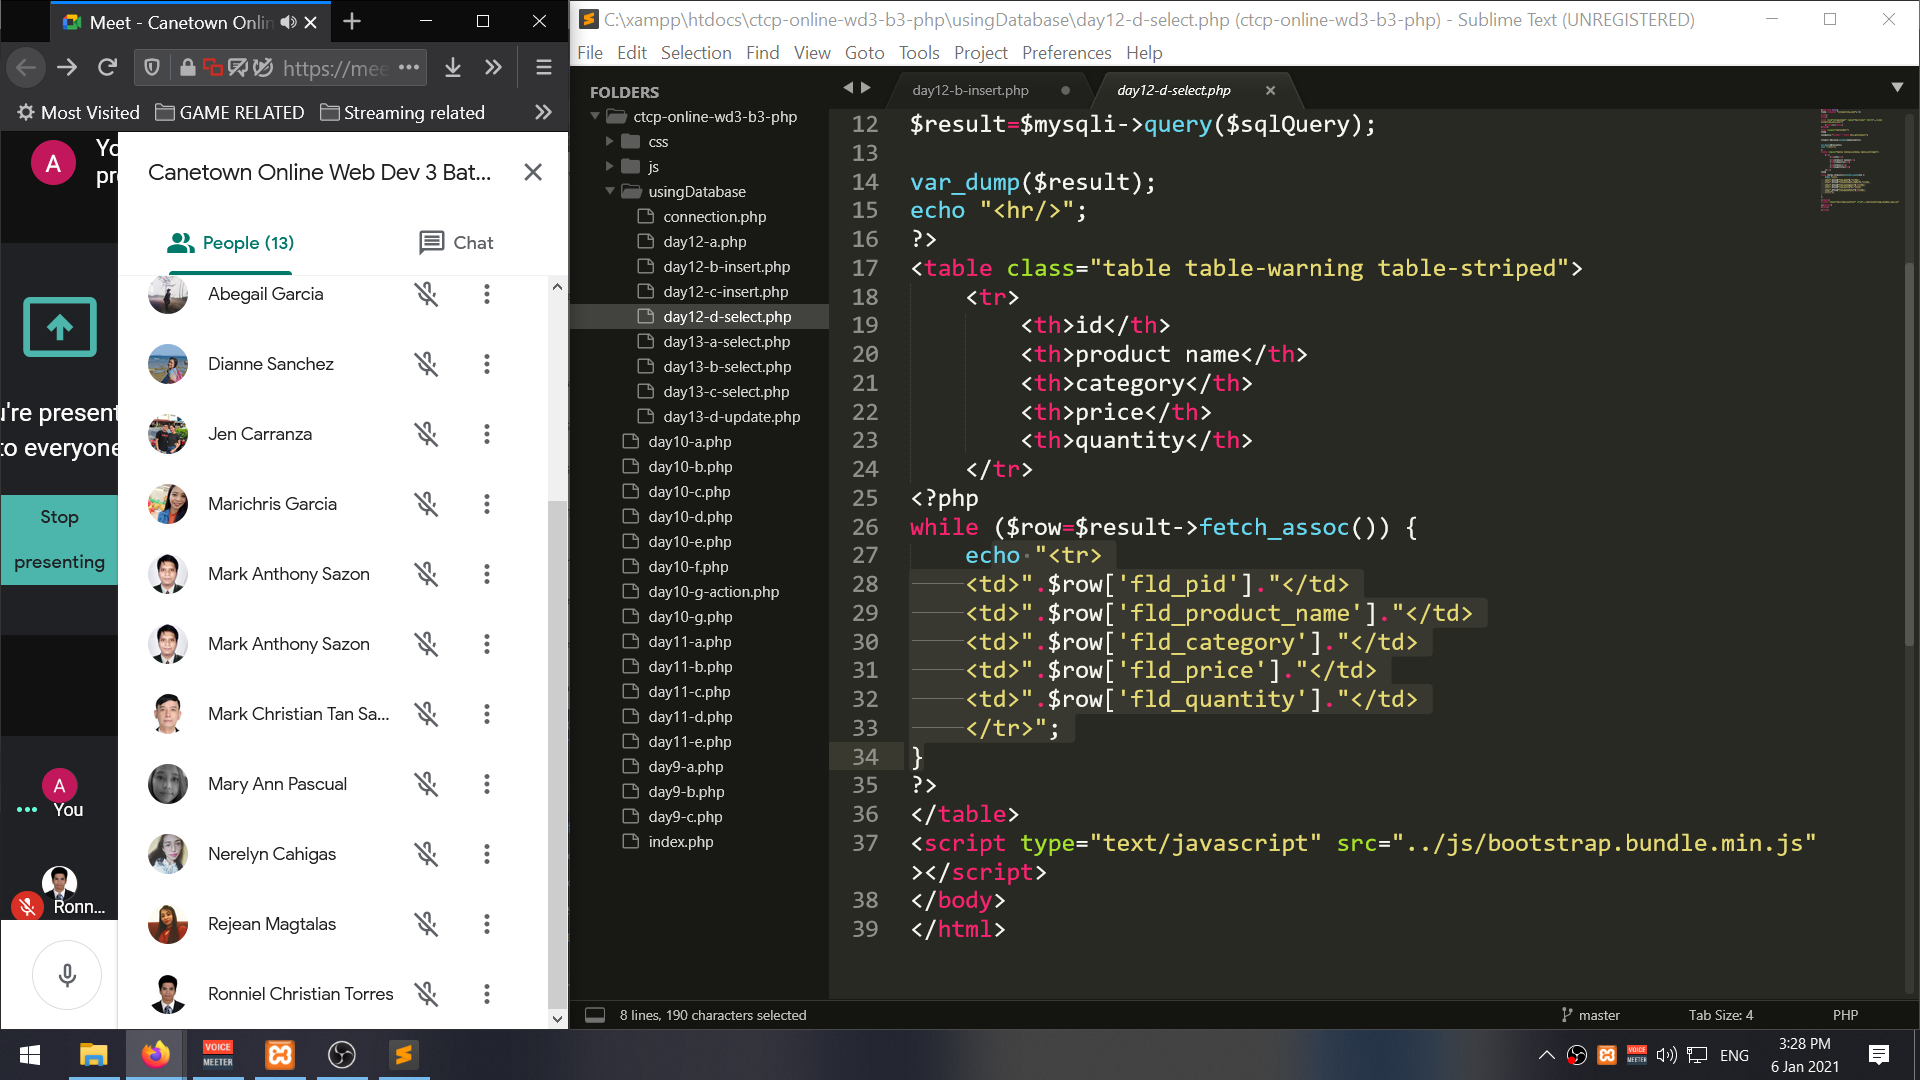 Meet - Canetown Onlin
https://mee
Most Visited
GAME RELATED
Streaming related
A
Yo
pr
Canetown Online Web Dev 3 Bat...
People (13)
Chat
Abegail Garcia
Dianne Sanchez
Jen Carranza
Marichris Garcia
Mark Anthony Sazon
Mark Anthony Sazon
Mark Christian Tan Sa...
Mary Ann Pascual
Nerelyn Cahigas
Rejean Magtalas
Ronniel Christian Torres
u're present
to everyone
Stop
presenting
A
You
Ronn...
C:\xampp\htdocs\ctcp-online-wd3-b3-php\usingDatabase\day12-d-select.php (ctcp-online-wd3-b3-php) - Sublime Text (UNREGISTERED)
File Edit Selection Find View Goto Tools Project Preferences Help
FOLDERS
ctcp-online-wd3-b3-php
css
js
usingDatabase
connection.php
day12-a.php
day12-b-insert.php
day12-c-insert.php
day12-d-select.php
day13-a-select.php
day13-b-select.php
day13-c-select.php
day13-d-update.php
day10-a.php
day10-b.php
day10-c.php
day10-d.php
day10-e.php
day10-f.php
day10-g-action.php
day10-g.php
day11-a.php
day11-b.php
day11-c.php
day11-d.php
day11-e.php
day9-a.php
day9-b.php
day9-c.php
index.php
day12-b-insert.php
day12-d-select.php
12 $result=$mysqli->query($sqlQuery);
13
14 var_dump($result);
15 echo "<hr/>";
16 ?>
17 <table class="table table-warning table-striped">
18 <tr>
19 <th>id</th>
20 <th>product name</th>
21 <th>category</th>
22 <th>price</th>
23 <th>quantity</th>
24 </tr>
25 <?php
26 while ($row=$result->fetch_assoc()) {
27 echo "<tr>
28 <td>".$row['fld_pid']."</td>
29 <td>".$row['fld_product_name']."</td>
30 <td>".$row['fld_category']."</td>
31 <td>".$row['fld_price']."</td>
32 <td>".$row['fld_quantity']."</td>
33 </tr>";
34 }
35 ?>
36 </table>
37 <script type="text/javascript" src="../js/bootstrap.bundle.min.js"
></script>
38 </body>
39 </html>
8 lines, 190 characters selected
master
Tab Size: 4
PHP
VOICE
MEETER
ENG
3:28 PM
6 Jan 2021